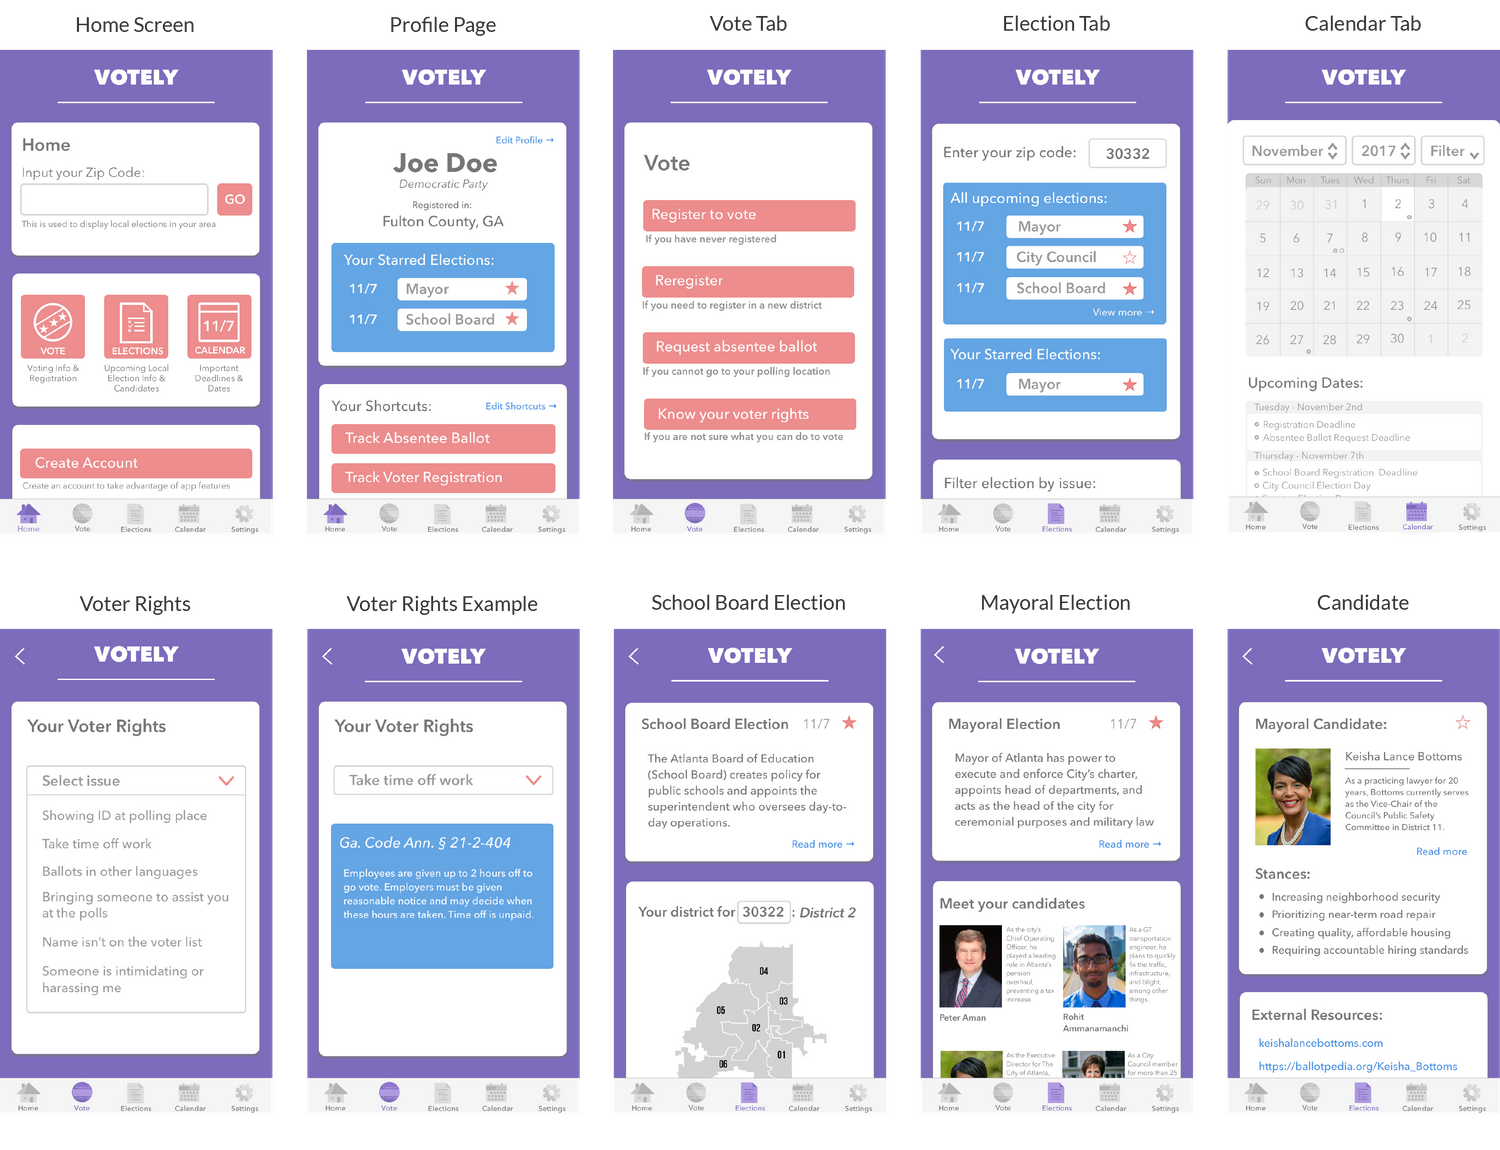 Home Screen
VOTELY
Home
Input your Zip Code:
GO
This is used to display local elections in your area
VOTE
ELECTIONS
11/7
CALENDAR
Voting Info &
Registration
Upcoming Local
Election Info &
Candidates
Important
Deadlines &
Dates
Create Account
Create an account to take advantage of app features
Home
Vote
Elections
Calendar
Settings
Profile Page
VOTELY
Edit Profile →
Joe Doe
Democratic Party
Registered in:
Fulton County, GA
Your Starred Elections:
11/7 Mayor
11/7 School Board
Your Shortcuts:
Edit Shortcuts →
Track Absentee Ballot
Track Voter Registration
Home
Vote
Elections
Calendar
Settings
Vote Tab
VOTELY
Vote
Register to vote
If you have never registered
Reregister
If you need to register in a new district
Request absentee ballot
If you cannot go to your polling location
Know your voter rights
If you are not sure what you can do to vote
Home
Vote
Elections
Calendar
Settings
Election Tab
VOTELY
Enter your zip code: 30332
All upcoming elections:
11/7 Mayor
11/7 City Council
11/7 School Board
View more →
Your Starred Elections:
11/7 Mayor
Filter election by issue:
Home
Vote
Elections
Calendar
Settings
Calendar Tab
VOTELY
November 2017 Filter
Sun Mon Tues Wed Thurs Fri Sat
29 30 31 1 2 3 4
5 6 7 8 9 10 11
12 13 14 15 16 17 18
19 20 21 22 23 24 25
26 27 28 29 30 1 2
Upcoming Dates:
Tuesday - November 2nd
Registration Deadline
Absentee Ballot Request Deadline
Thursday - November 7th
School Board Registration Deadline
City Council Election Day
Home
Vote
Elections
Calendar
Settings
Voter Rights
VOTELY
Your Voter Rights
Select issue
Showing ID at polling place
Take time off work
Ballots in other languages
Bringing someone to assist you
at the polls
Name isn't on the voter list
Someone is intimidating or
harassing me
Home
Vote
Elections
Calendar
Settings
Voter Rights Example
VOTELY
Your Voter Rights
Take time off work
Ga. Code Ann. § 21-2-404
Employees are given up to 2 hours off to
go vote. Employers must be given
reasonable notice and may decide when
these hours are taken. Time off is unpaid.
Home
Vote
Elections
Calendar
Settings
School Board Election
VOTELY
School Board Election 11/7
The Atlanta Board of Education
(School Board) creates policy for
public schools and appoints the
superintendent who oversees day-to-
day operations.
Read more →
Your district for 30322 : District 2
04
03
05
02
01
06
Home
Vote
Elections
Calendar
Settings
Mayoral Election
VOTELY
Mayoral Election 11/7
Mayor of Atlanta has power to
execute and enforce City's charter,
appoints head of departments, and
acts as the head of the city for
ceremonial purposes and military law
Read more →
Meet your candidates
As the city's
Chief Operating
Officer, he
played a leading
role in Atlanta's
pension
overhaul,
preventing a tax
increase.
Peter Aman
As a GT
transportation
engineer, he
plans to quickly
fix the traffic,
infrastructure,
and blight,
among other
things.
Rohit
Ammanamanchi
As the Executive
Director for The
City of Atlanta,
As a City
Council member
for more than 25
Home
Vote
Elections
Calendar
Settings
Candidate
VOTELY
Mayoral Candidate:
Keisha Lance Bottoms
As a practicing lawyer for 20
years, Bottoms currently serves
as the Vice-Chair of the
Council's Public Safety
Committee in District 11.
Read more
Stances:
• Increasing neighborhood security
• Prioritizing near-term road repair
• Creating quality, affordable housing
• Requiring accountable hiring standards
External Resources:
keishalancebottoms.com
https://ballotpedia.org/Keisha_Bottoms
Home
Vote
Elections
Calendar
Settings